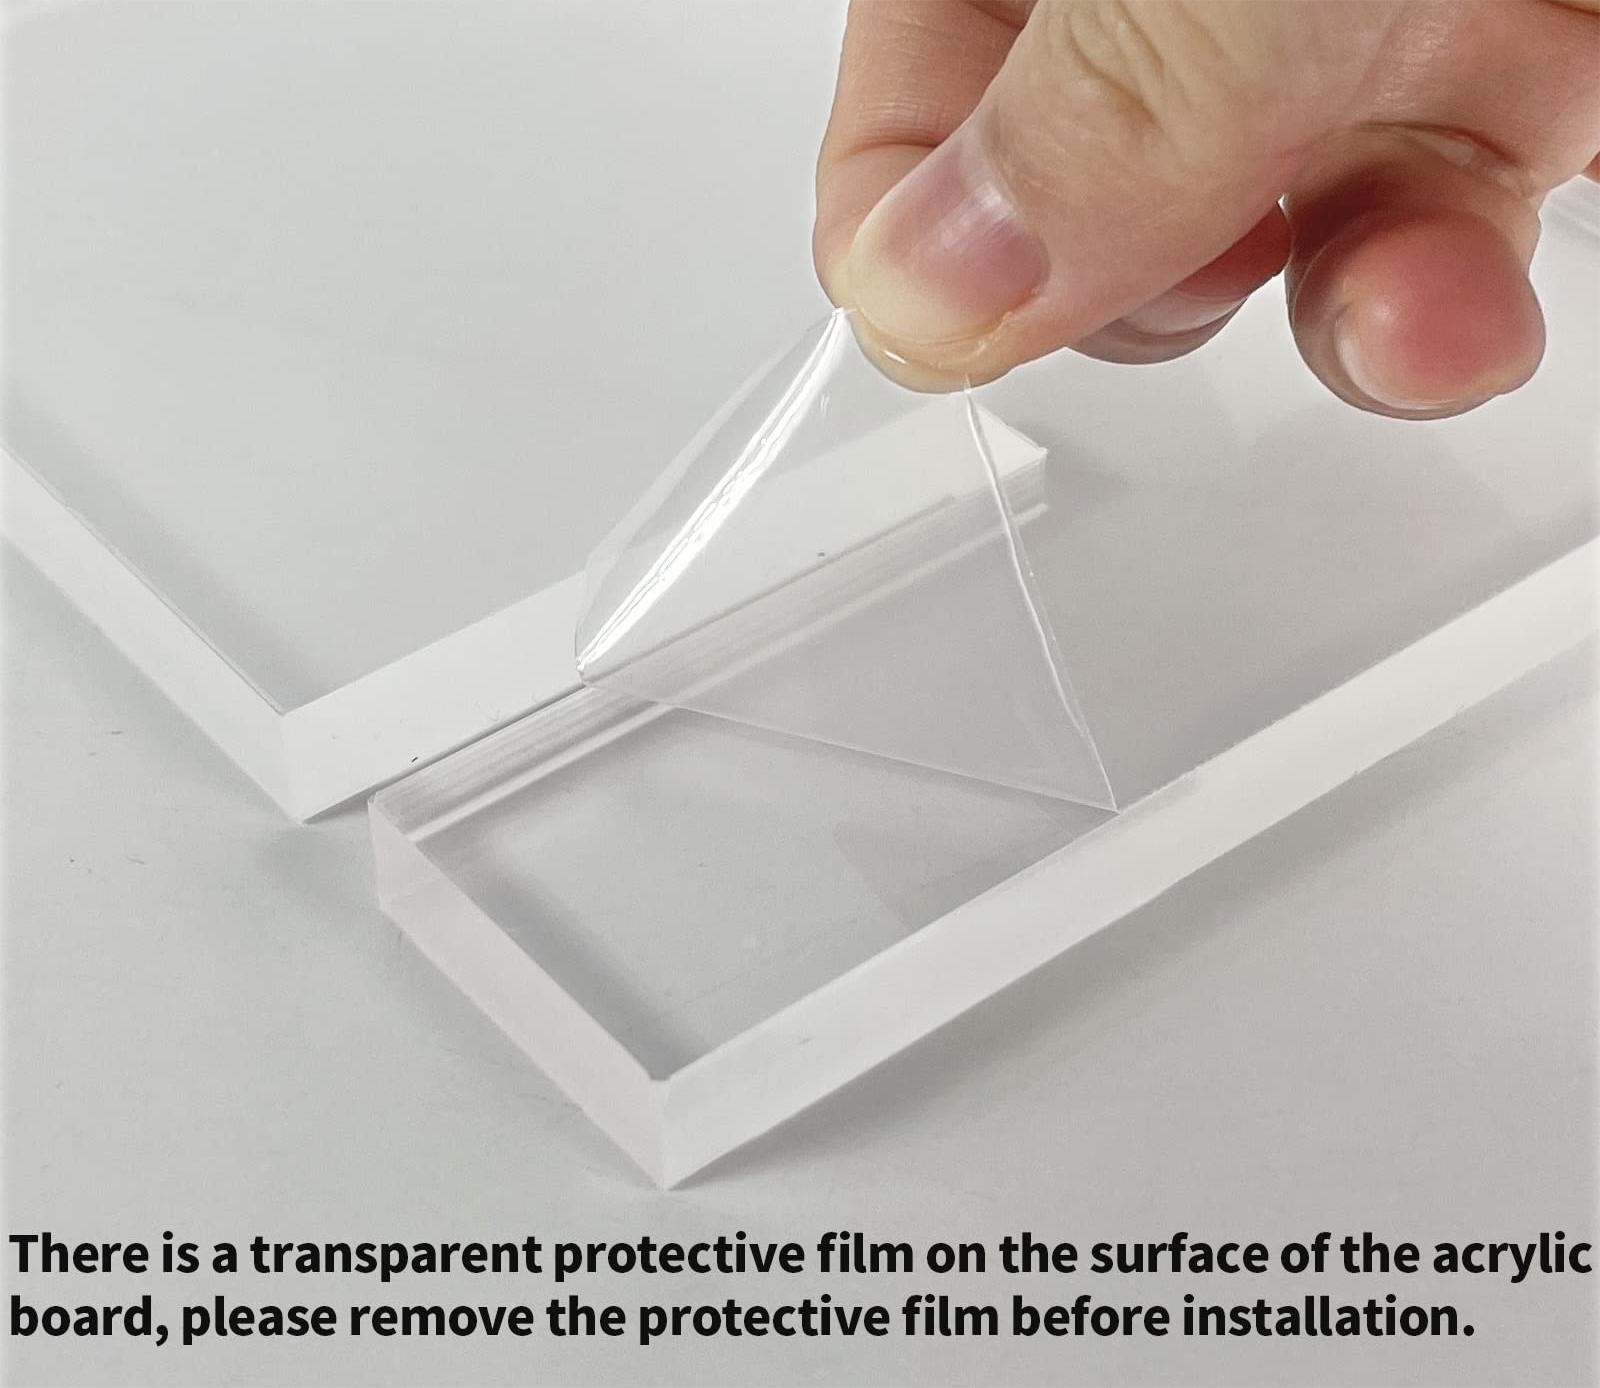 There is a transparent protective film on the surface of the acrylic
board, please remove the protective film before installation.